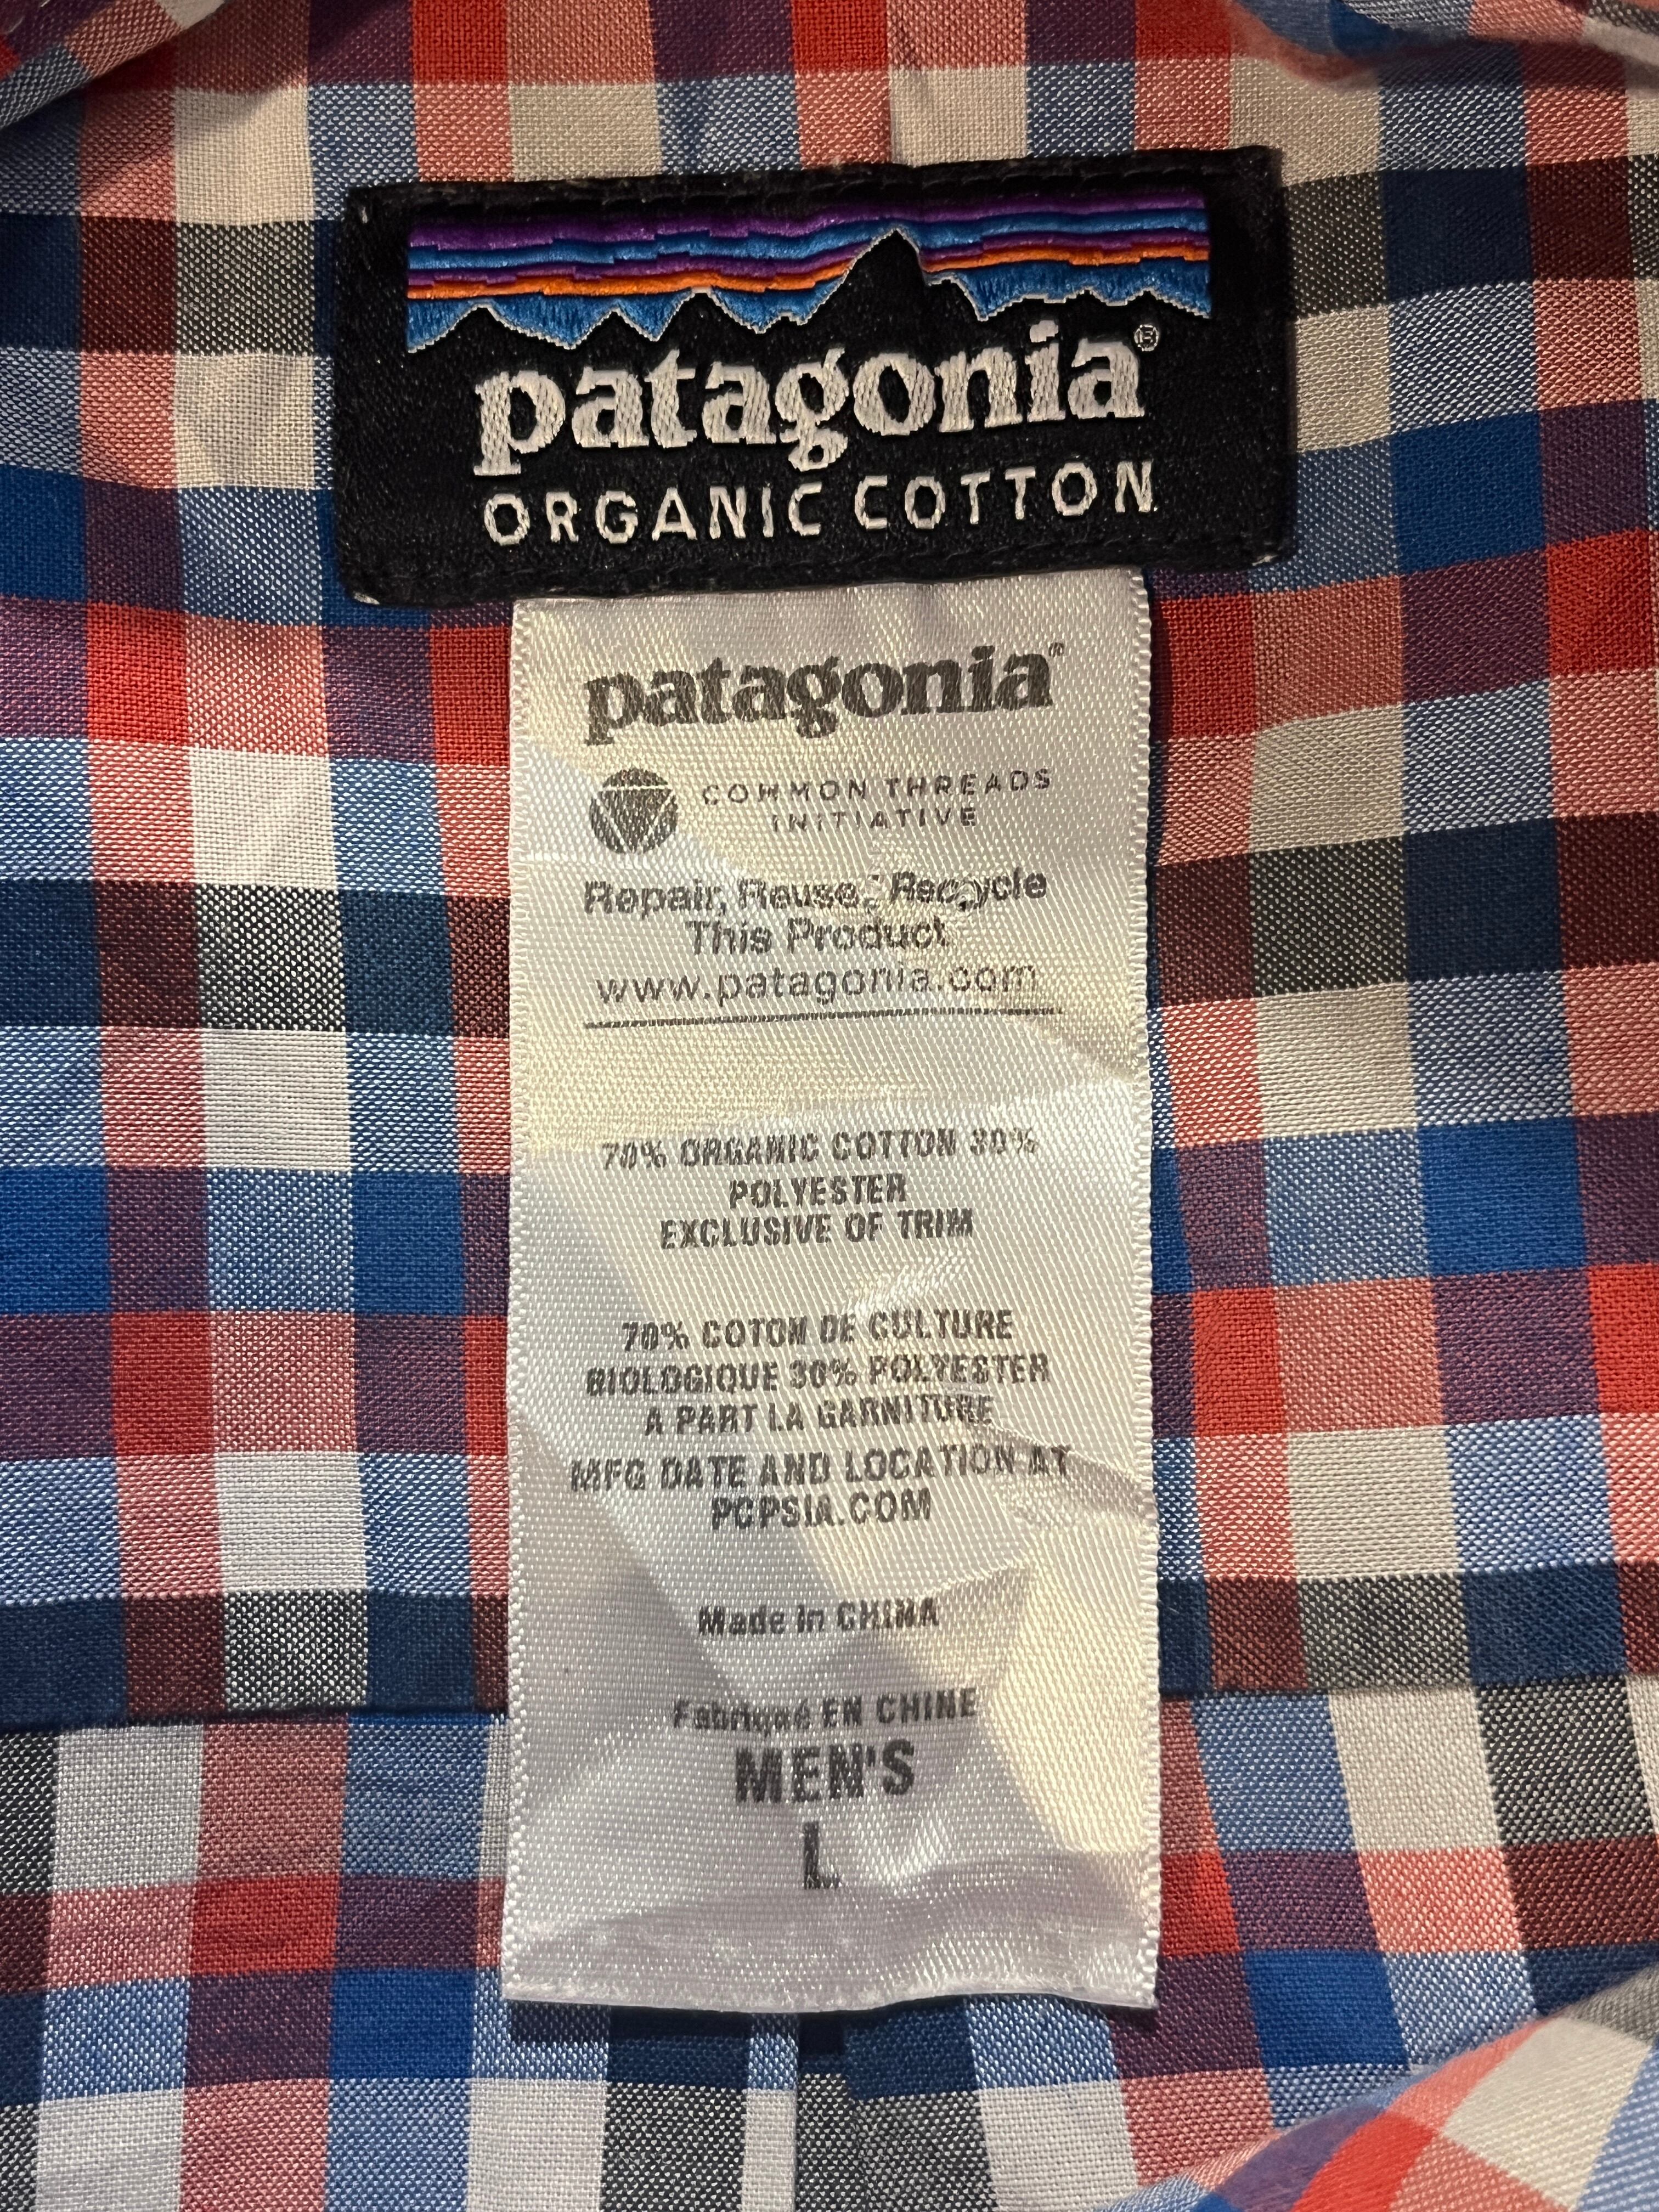 patagonia®
ORGANIC COTTON
patagonia®
COMMON THREADS
INITIATIVE
Repair, Reuse, Recycle
This Product
www.patagonia.com
70% ORGANIC COTTON 30%
POLYESTER
EXCLUSIVE OF TRIM
70% COTON DE CULTURE
BIOLOGIQUE 30% POLYESTER
A PART LA GARNITURE
MFG DATE AND LOCATION AT
PCPSIA.COM
Made in CHINA
Fabriqué EN CHINE
MEN'S
L